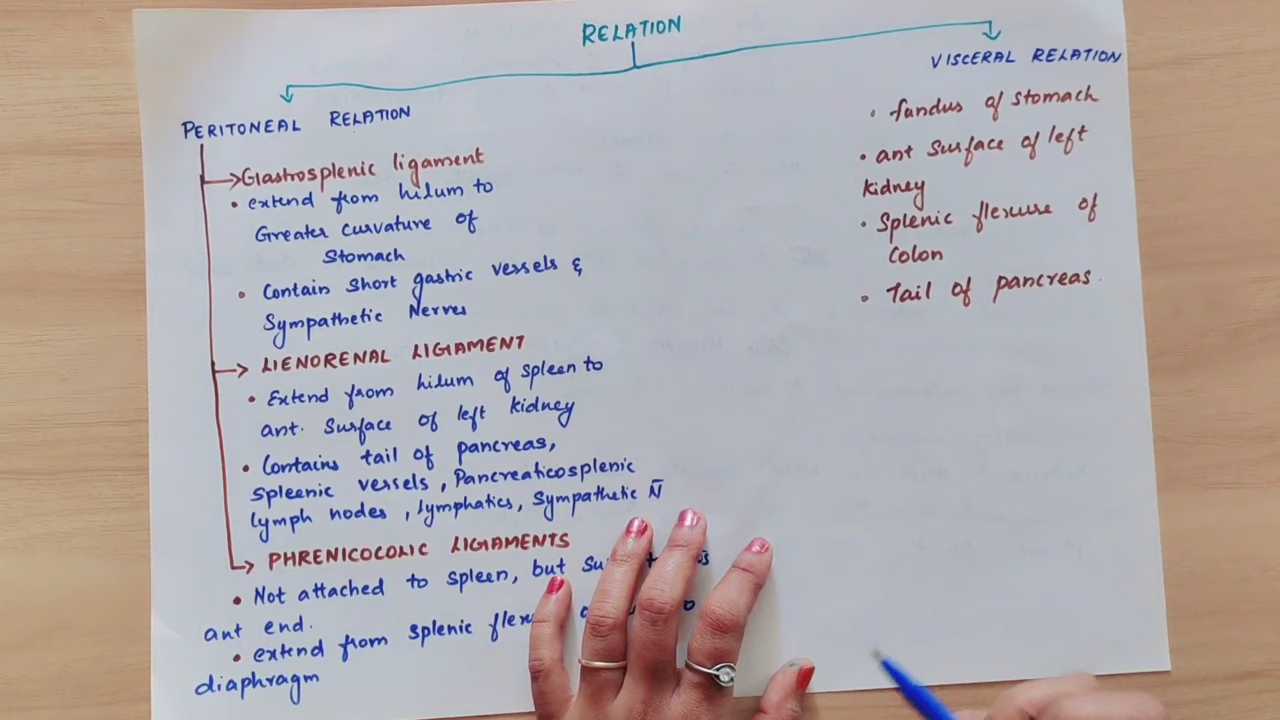 RELATION
PERITONEAL RELATION
→ Gastrosplenic ligament
• extend from hilum to
Greater curvature of
Stomach
• Contain Short gastric vessels &
Sympathetic Nerves
→ LIENORENAL LIGAMENT
• Extend from hilum of spleen to
ant. Surface of left kidney
• Contains tail of pancreas,
Spleenic vessels, Pancreaticosplenic
lymph nodes, lymphatics, Sympathetic N̄
→ PHRENICOCOLIC LIGAMENTS
• Not attached to spleen, but
ant end.
• extend from splenic
diaphragm
VISCERAL RELATION
• fundus of stomach
• ant surface of left
kidney
• Splenic flexure of
Colon
• Tail of pancreas.